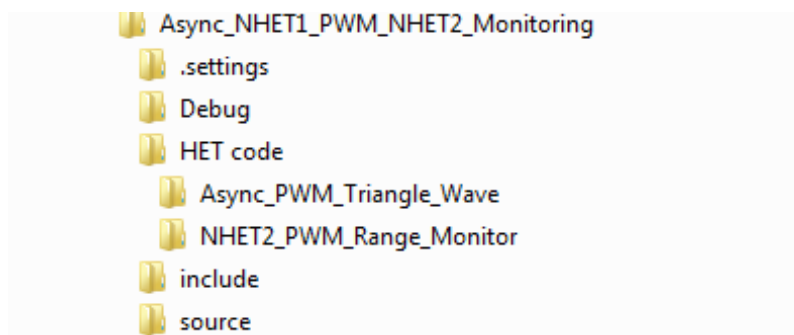 Async_NHET1_PWM_NHET2_Monitoring
.settings
Debug
HET code
Async_PWM_Triangle_Wave
NHET2_PWM_Range_Monitor
include
source